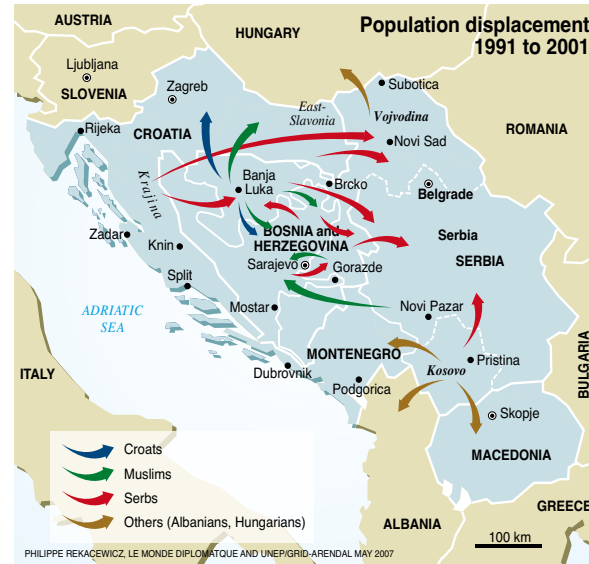 Population displacement
1991 to 2001
AUSTRIA
HUNGARY
Ljubljana
SLOVENIA
Zagreb
Subotica
East-
Slavonia
Vojvodina
ROMANIA
Rijeka
CROATIA
Novi Sad
Krajina
Banja
Luka
Brcko
Belgrade
BOSNIA and
HERZEGOVINA
Serbia
SERBIA
Zadar
Knin
Sarajevo
Gorazde
Split
ADRIATIC
SEA
Mostar
Novi Pazar
MONTENEGRO
Pristina
Kosovo
BULGARIA
ITALY
Dubrovnik
Podgorica
Skopje
MACEDONIA
Croats
Muslims
Serbs
Others (Albanians, Hungarians)
ALBANIA
GREECE
100 km
PHILIPPE REKACEWICZ, LE MONDE DIPLOMATQUE AND UNEP/GRID-ARENDAL MAY 2007